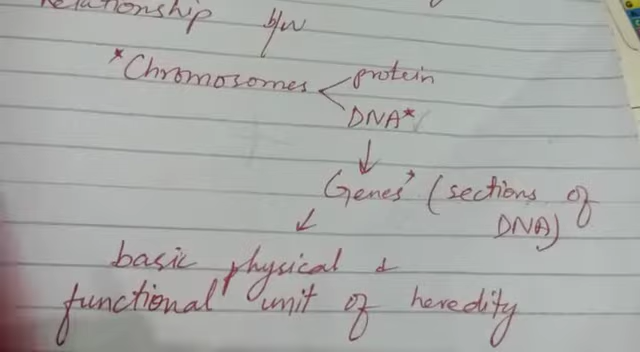 Relationship b/w
*Chromosomes < protein
DNA*
↓
Genes* (sections of
DNA)
↙
basic physical &
functional unit of heredity